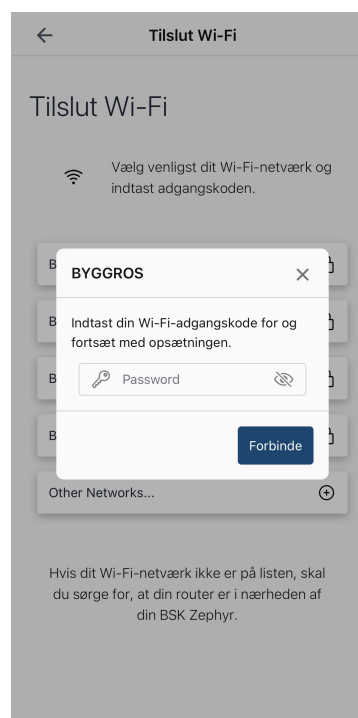 Tilslut Wi-Fi
Tilslut Wi-Fi
Vælg venligst dit Wi-Fi-netværk og
indtast adgangskoden.
B
BYGGROS
B
Indtast din Wi-Fi-adgangskode for og
fortsæt med opsætningen.
B
Password
B
Forbinde
Other Networks...
Hvis dit Wi-Fi-netværk ikke er på listen, skal
du sørge for, at din router er i nærheden af
din BSK Zephyr.